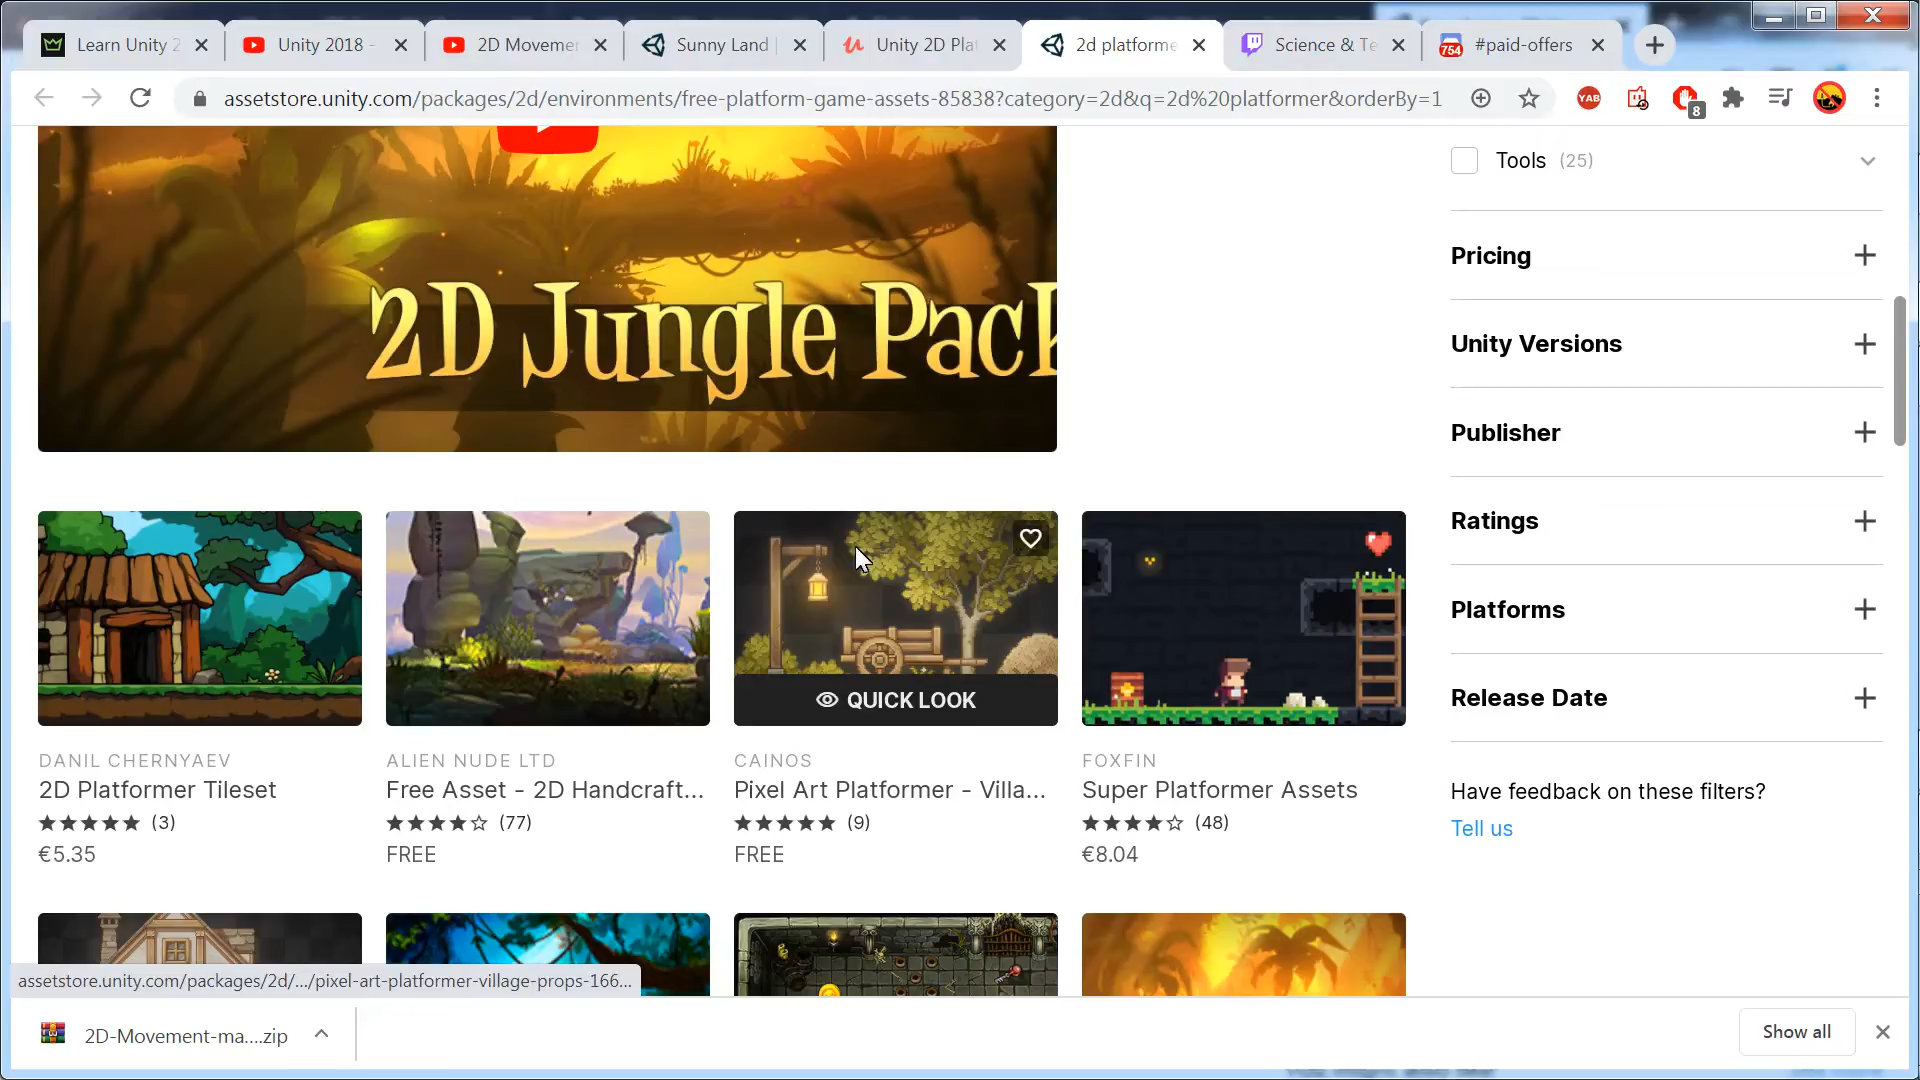 Learn Unity 2
Unity 2018 -
2D Moveme
Sunny Land |
Unity 2D Pla
2d platforme
Science & Te
754
#paid-offers
assetstore.unity.com/packages/2d/environments/free-platform-game-assets-85838?category=2d&q=2d%20platformer&orderBy=1
YAB
8
2D Jungle Pack
Tools (25)
Pricing
Unity Versions
Publisher
Ratings
Platforms
Release Date
Have feedback on these filters?
Tell us
QUICK LOOK
DANIL CHERNYAEV
2D Platformer Tileset
(3)
€5.35
ALIEN NUDE LTD
Free Asset - 2D Handcraft...
(77)
FREE
CAINOS
Pixel Art Platformer - Villa...
(9)
FREE
FOXFIN
Super Platformer Assets
(48)
€8.04
assetstore.unity.com/packages/2d/.../pixel-art-platformer-village-props-166...
2D-Movement-ma....zip
Show all